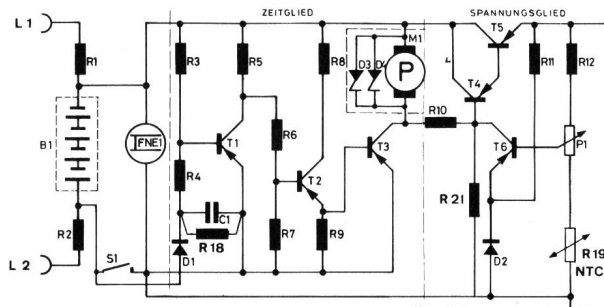 ZEITGLIED
SPANNUNGSGLIED
L1
R1
R3
R5
R8
M1
D3
D4
P
T5
R11
R12
T4
B1
FNE1
T1
R6
R10
T6
P1
R4
T2
T3
C1
R18
R7
R9
R21
R2
D1
D2
R19
NTC
L2
S1